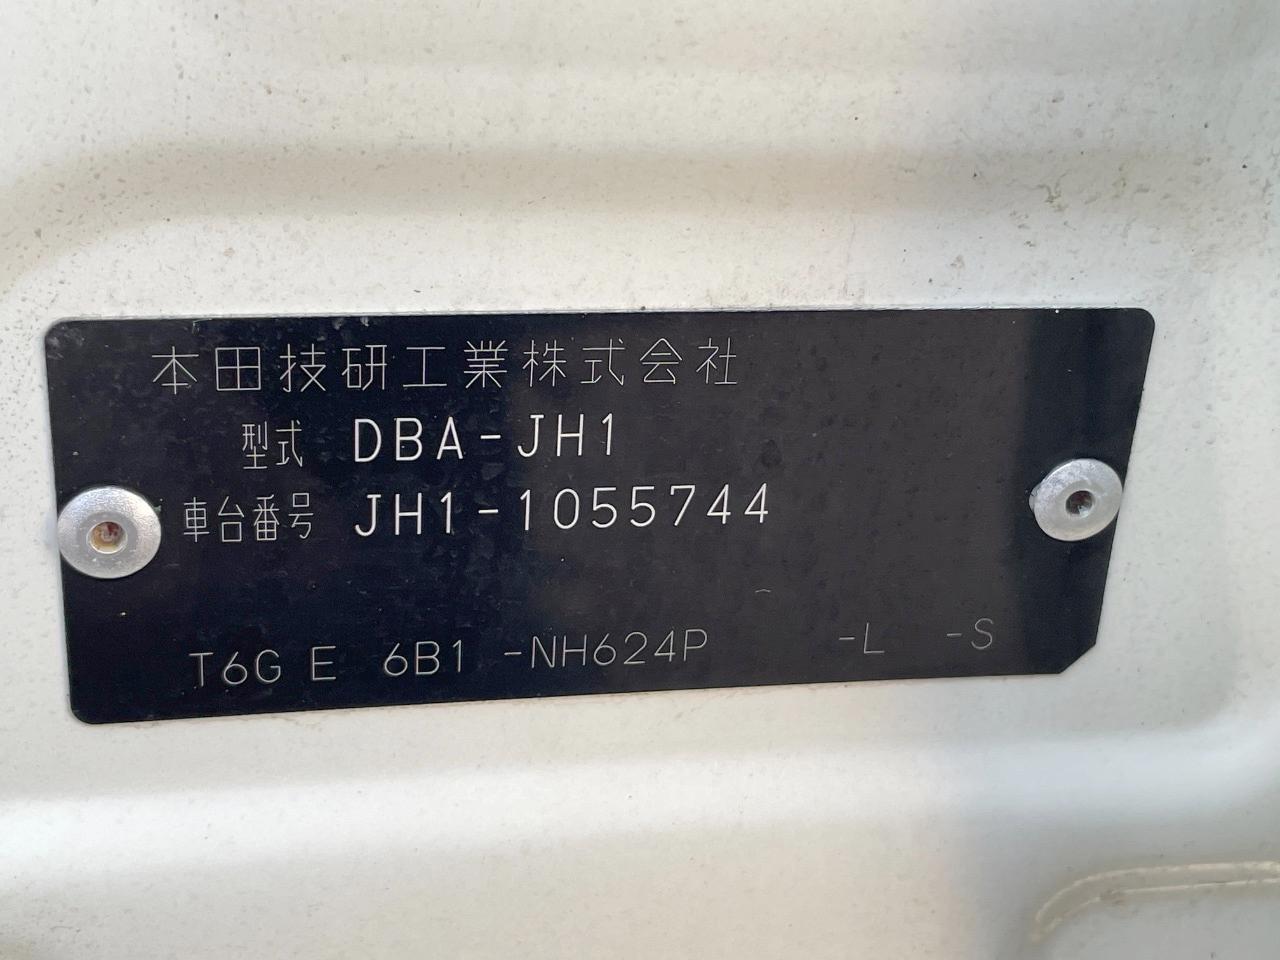 本田技研工業株式会社
型式 DBA-JH1
車台番号 JH1-1055744
T6G E 6B1 -NH624P -L -S